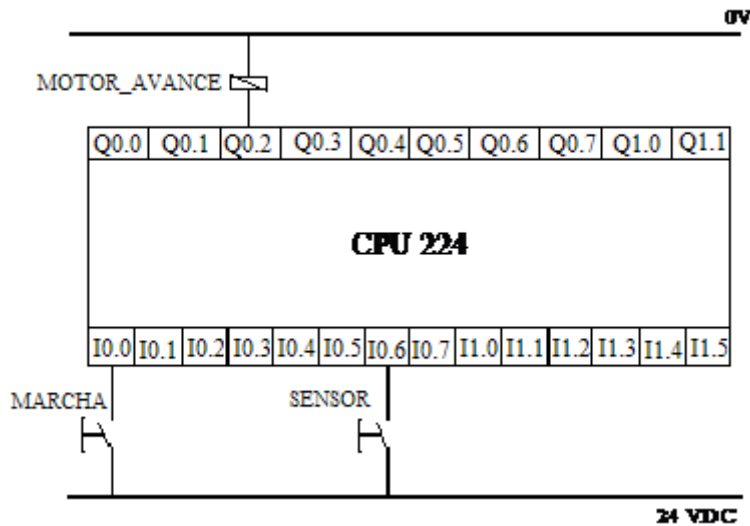 0V
MOTOR_AVANCE
Q0.0 Q0.1 Q0.2 Q0.3 Q0.4 Q0.5 Q0.6 Q0.7 Q1.0 Q1.1
CPU 224
I0.0 I0.1 I0.2 I0.3 I0.4 I0.5 I0.6 I0.7 I1.0 I1.1 I1.2 I1.3 I1.4 I1.5
MARCHA SENSOR
24 VDC